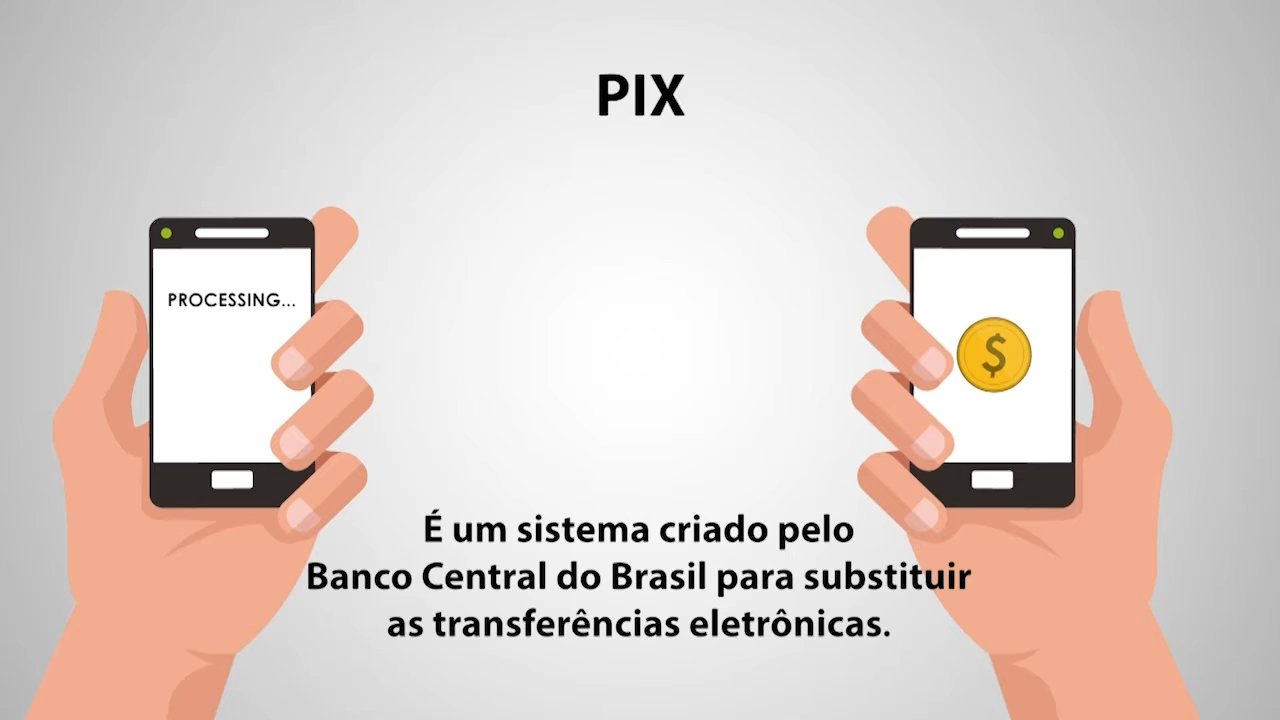 PIX
PROCESSING...
$
É um sistema criado pelo
Banco Central do Brasil para substituir
as transferências eletrônicas.